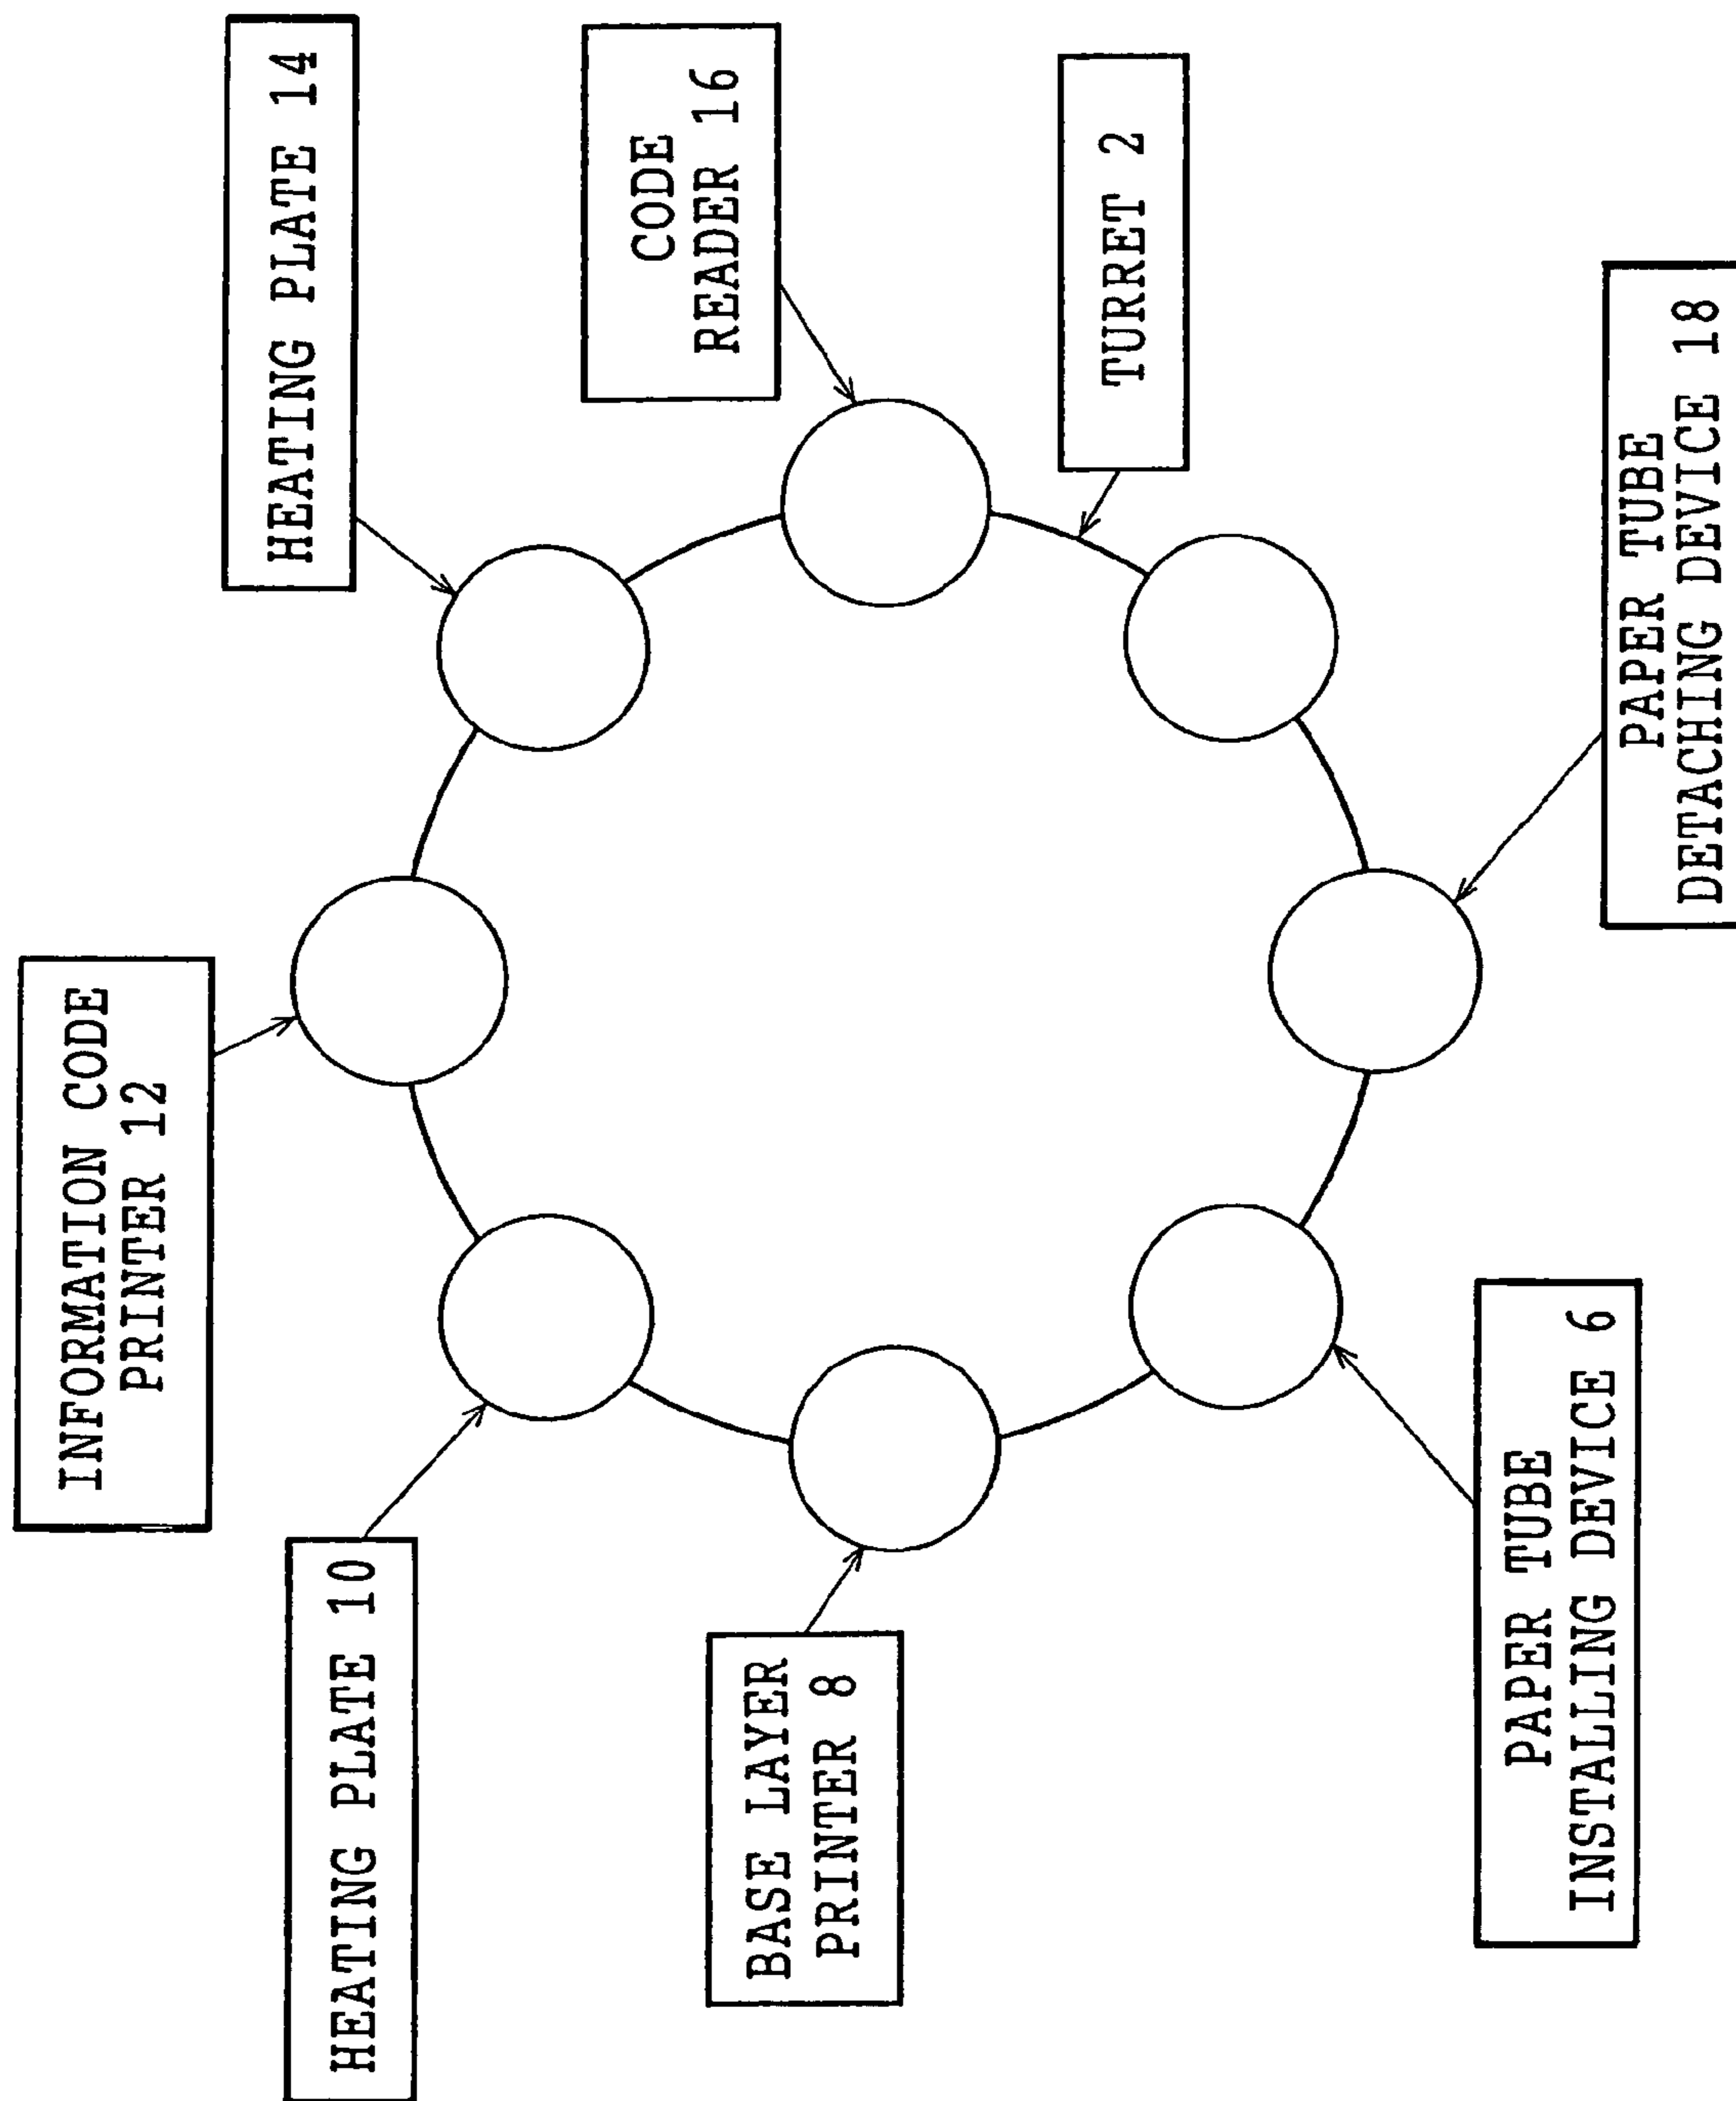 INFORMATION CODE
PRINTER 12
HEATING PLATE 10
HEATING PLATE 14
BASE LAYER
PRINTER 8
CODE
READER 16
TURRET 2
PAPER TUBE
INSTALLING DEVICE 6
PAPER TUBE
DETACHING DEVICE 18